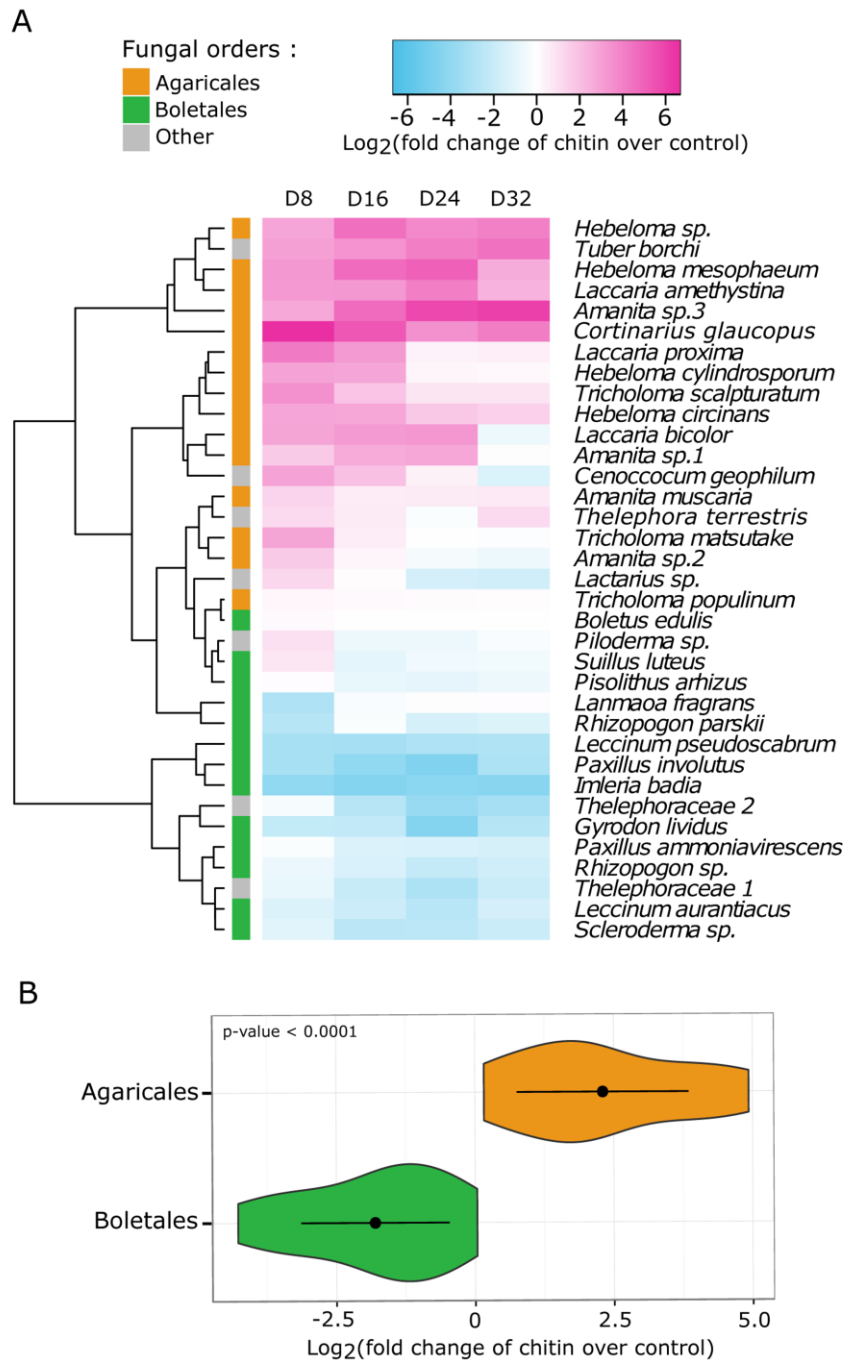 A
Fungal orders :
Agaricales
Boletales
Other
-6 -4 -2 0 2 4 6
Log2(fold change of chitin over control)
D8 D16 D24 D32
Hebeloma sp.
Tuber borchi
Hebeloma mesophaeum
Laccaria amethystina
Amanita sp.3
Cortinarius glaucopus
Laccaria proxima
Hebeloma cylindrosporum
Tricholoma scalpturatum
Hebeloma circinans
Laccaria bicolor
Amanita sp.1
Cenoccocum geophilum
Amanita muscaria
Thelephora terrestris
Tricholoma matsutake
Amanita sp.2
Lactarius sp.
Tricholoma populinum
Boletus edulis
Piloderma sp.
Suillus luteus
Pisolithus arhizus
Lanmaoa fragrans
Rhizopogon parskii
Leccinum pseudoscabrum
Paxillus involutus
Imleria badia
Thelephoraceae 2
Gyrodon lividus
Paxillus ammoniavirescens
Rhizopogon sp.
Thelephoraceae 1
Leccinum aurantiacus
Scleroderma sp.
B
p-value < 0.0001
Agaricales
Boletales
-2.5 0 2.5 5.0
Log2(fold change of chitin over control)